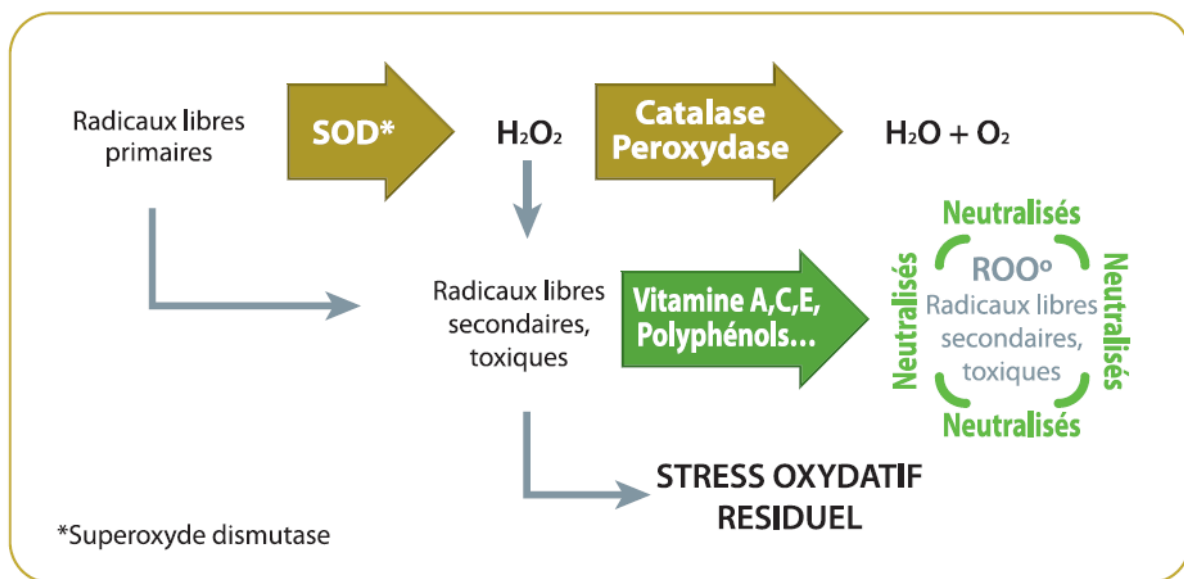 Radicaux libres
primaires
SOD*
H₂O₂
Catalase
Peroxydase
H₂O + O₂
Radicaux libres
secondaires,
toxiques
Vitamine A,C,E,
Polyphénols...
Neutralisés
Neutralisés
ROOº
Radicaux libres
secondaires,
toxiques
Neutralisés
Neutralisés
STRESS OXYDATIF
RESIDUEL
*Superoxyde dismutase